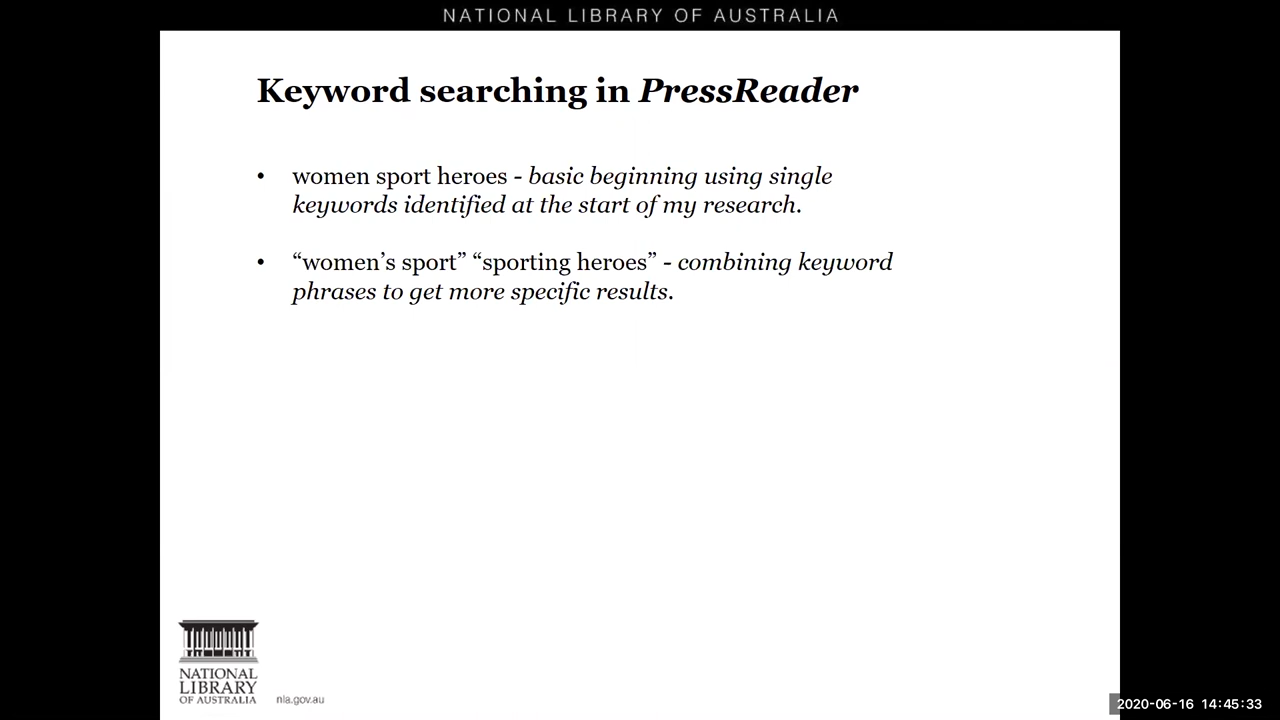 NATIONAL LIBRARY OF AUSTRALIA
Keyword searching in PressReader
• women sport heroes - basic beginning using single
keywords identified at the start of my research.
• “women’s sport” “sporting heroes” - combining keyword
phrases to get more specific results.
NATIONAL
LIBRARY
OF AUSTRALIA
nla.gov.au
2020-06-16 14:45:33